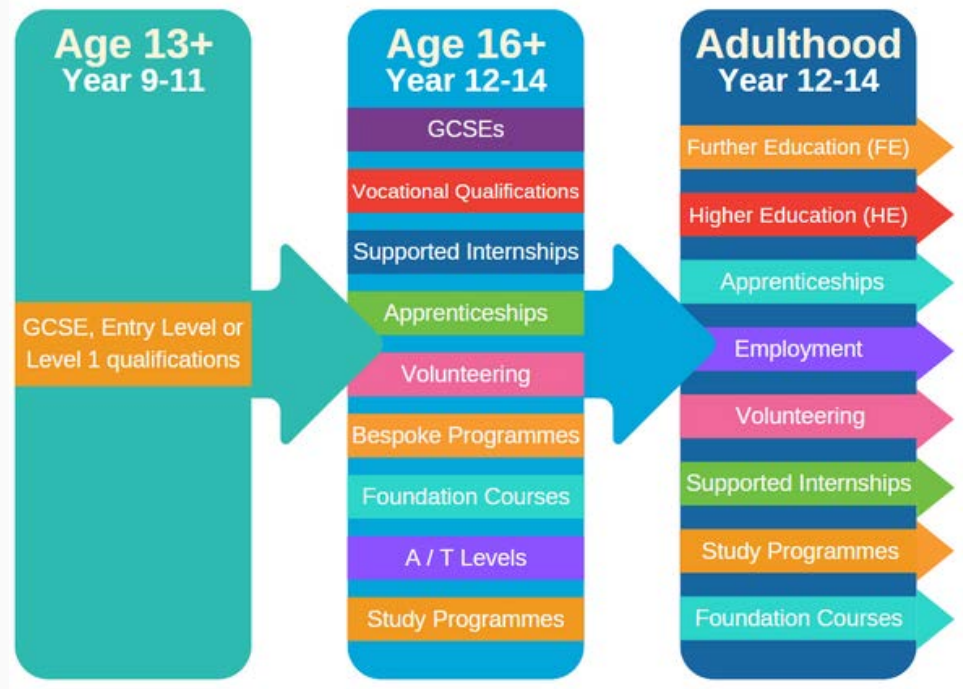 Age 13+
Year 9-11
GCSE, Entry Level or
Level 1 qualifications
Age 16+
Year 12-14
GCSEs
Vocational Qualifications
Supported Internships
Apprenticeships
Volunteering
Bespoke Programmes
Foundation Courses
A / T Levels
Study Programmes
Adulthood
Year 12-14
Further Education (FE)
Higher Education (HE)
Apprenticeships
Employment
Volunteering
Supported Internships
Study Programmes
Foundation Courses